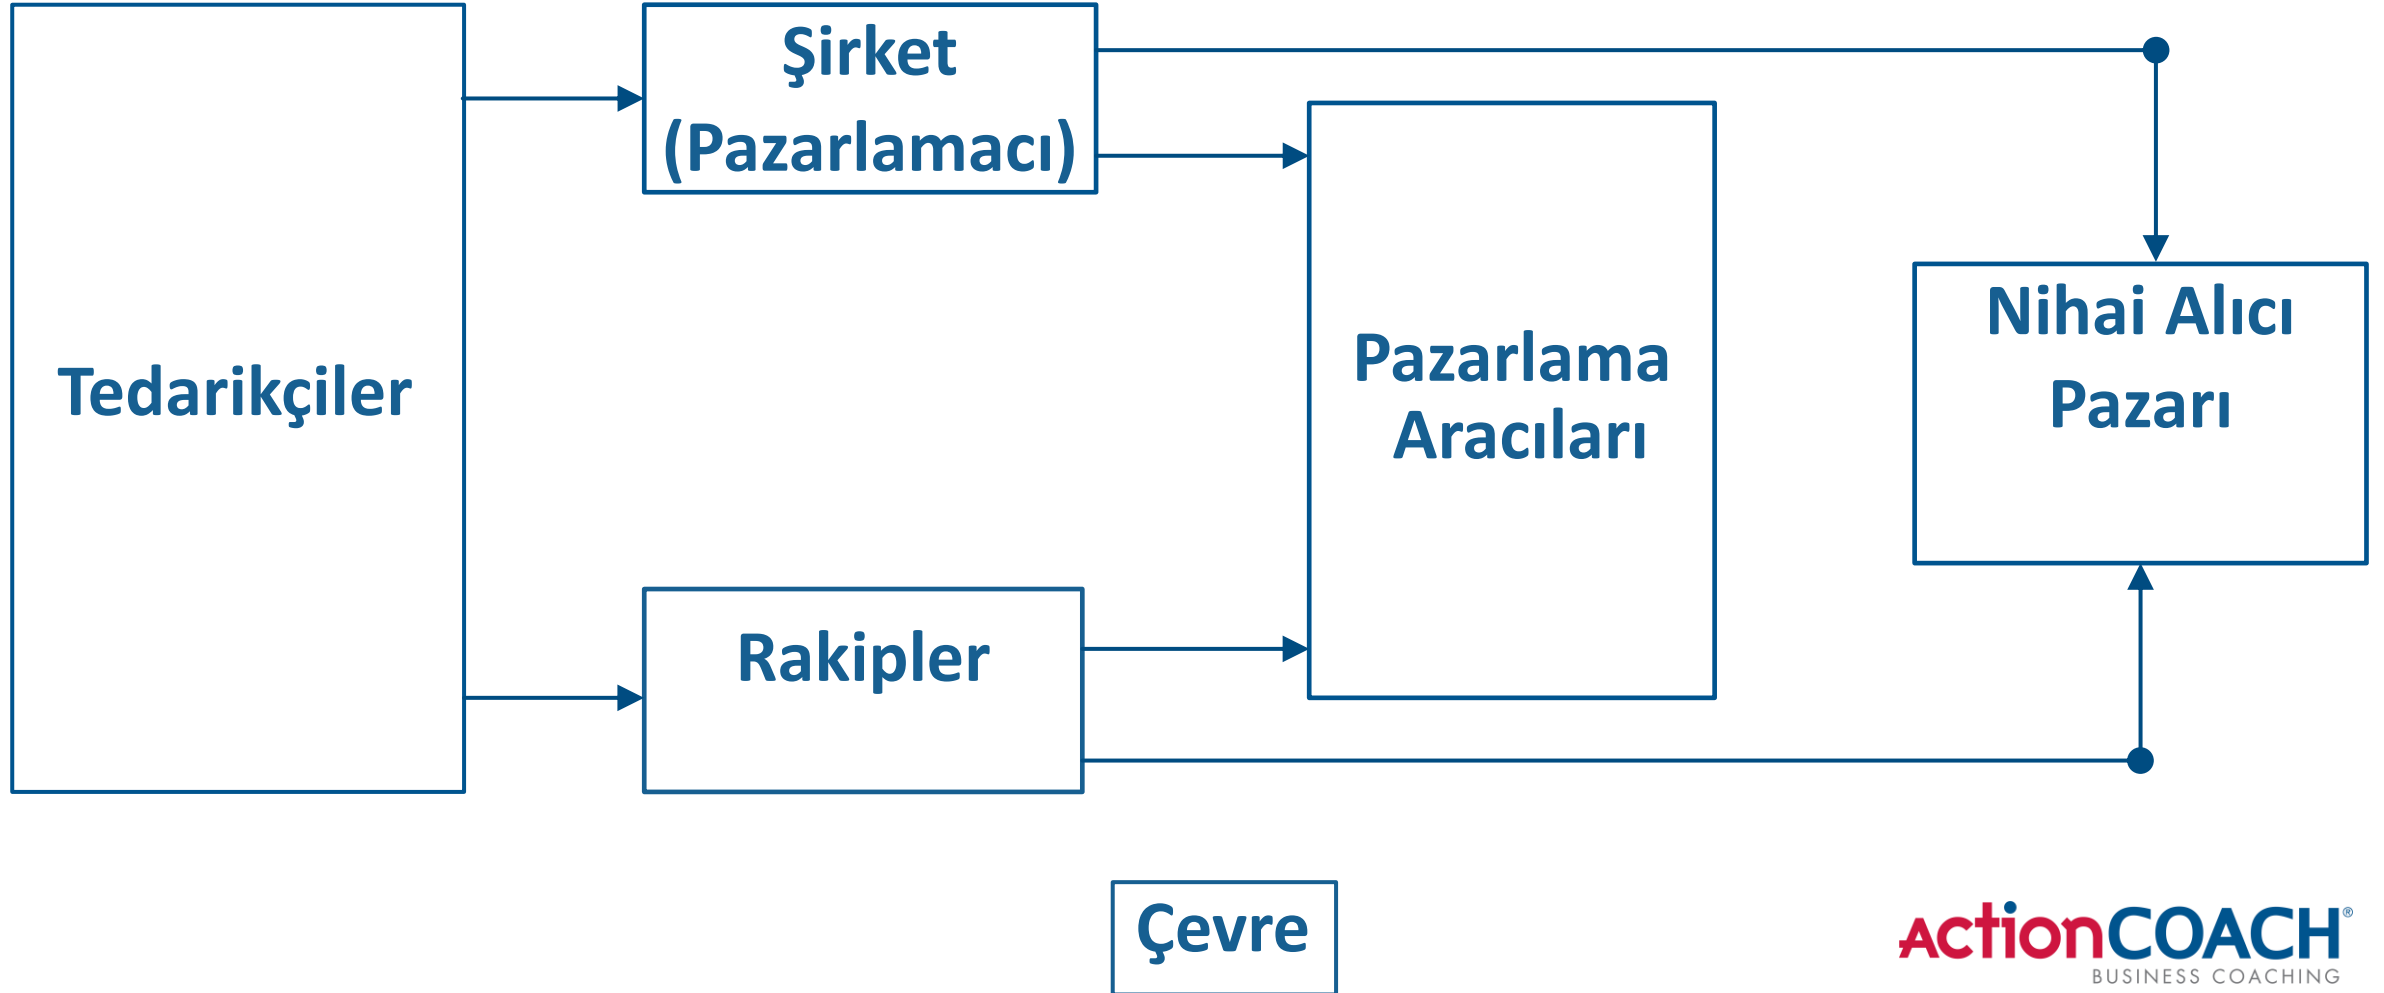 Şirket
(Pazarlamacı)
Tedarikçiler
Pazarlama
Aracıları
Nihai Alıcı
Pazarı
Rakipler
Çevre
ActionCOACH®
BUSINESS COACHING